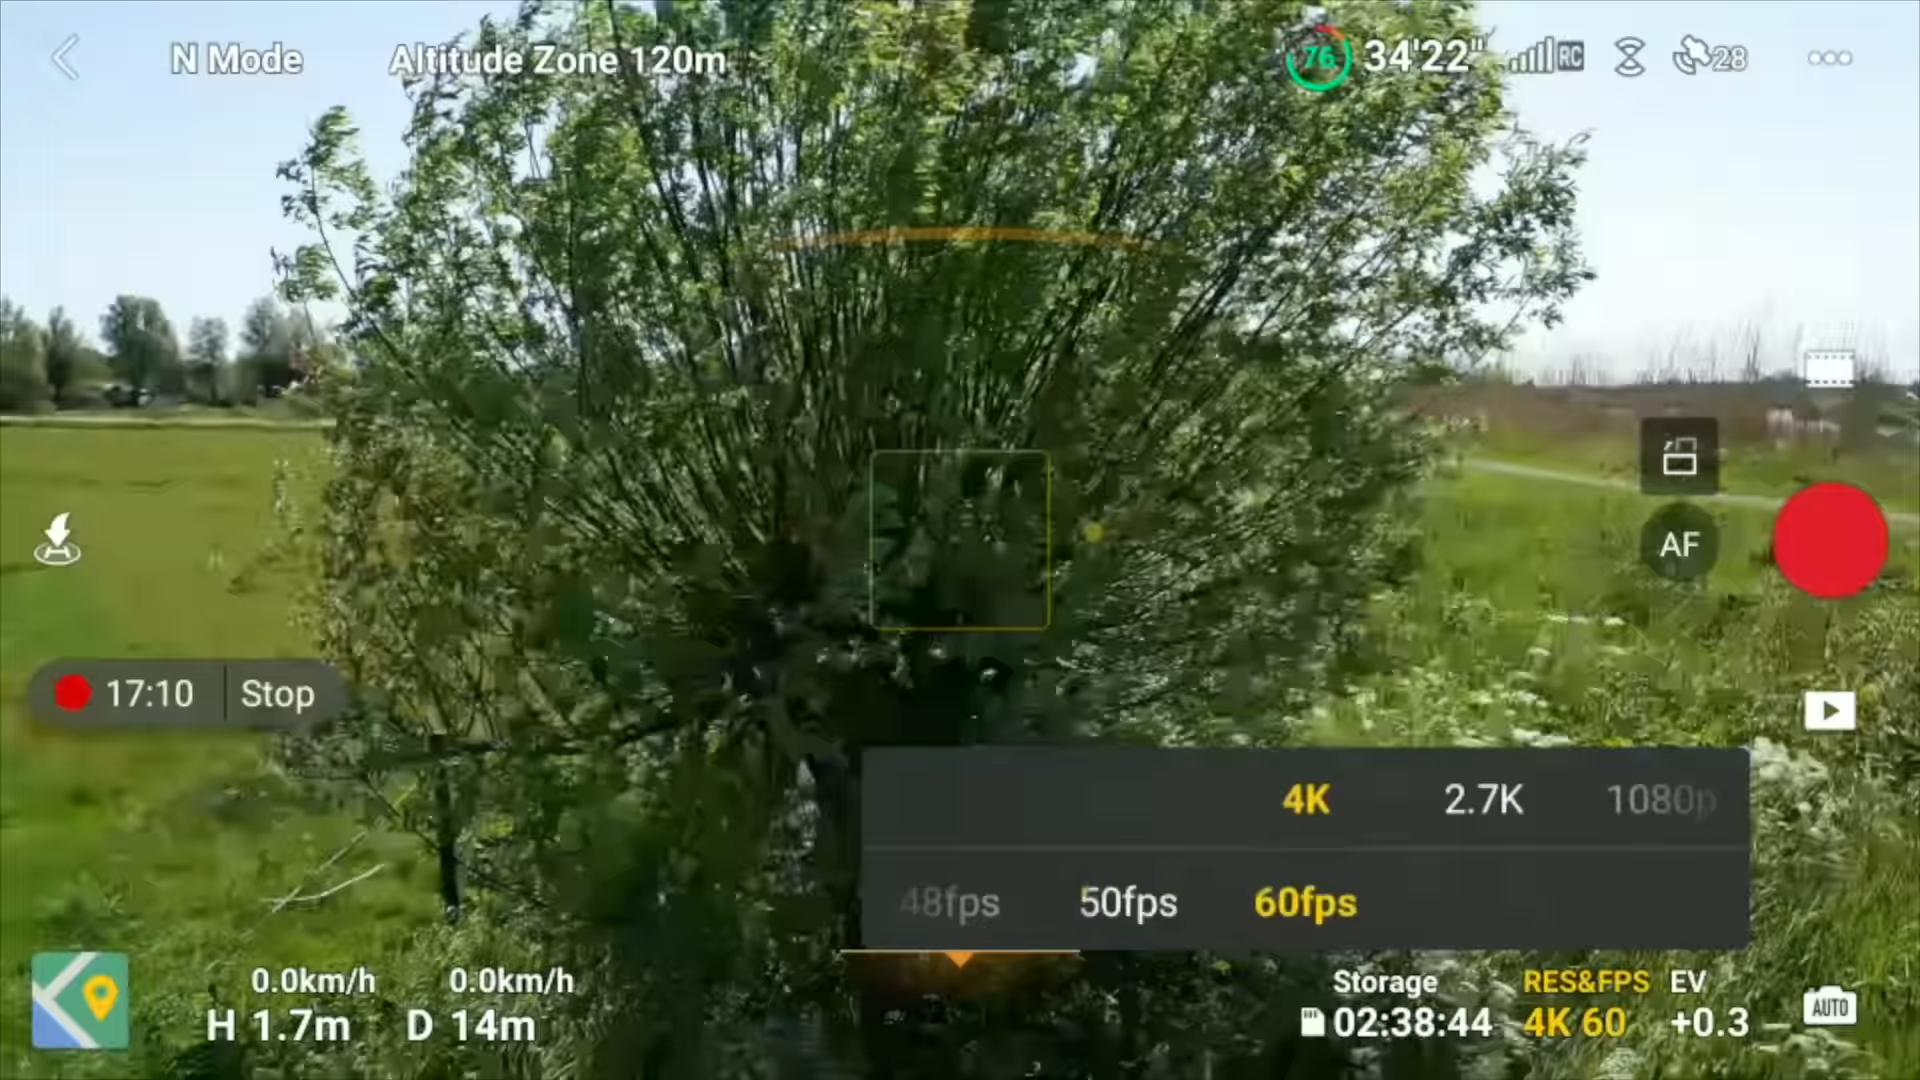 N Mode Altitude Zone 120m 76 34'22" RC 28
AF
17:10 Stop
4K 2.7K 1080p
48fps 50fps 60fps
0.0km/h 0.0km/h Storage RES&FPS EV
H 1.7m D 14m 02:38:44 4K 60 +0.3 AUTO